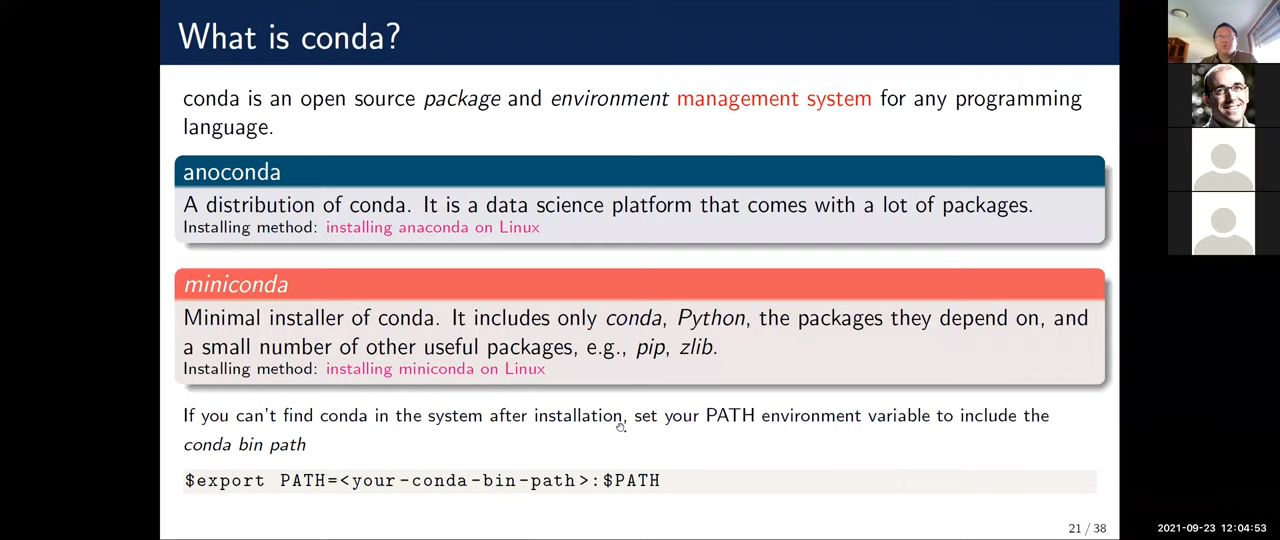 What is conda?
conda is an open source package and environment management system for any programming
language.
anoconda
A distribution of conda. It is a data science platform that comes with a lot of packages.
Installing method: installing anaconda on Linux
miniconda
Minimal installer of conda. It includes only conda, Python, the packages they depend on, and
a small number of other useful packages, e.g., pip, zlib.
Installing method: installing miniconda on Linux
If you can't find conda in the system after installation, set your PATH environment variable to include the
conda bin path
$export PATH=<your-conda-bin-path>:$PATH
21 / 38
2021-09-23 12:04:53